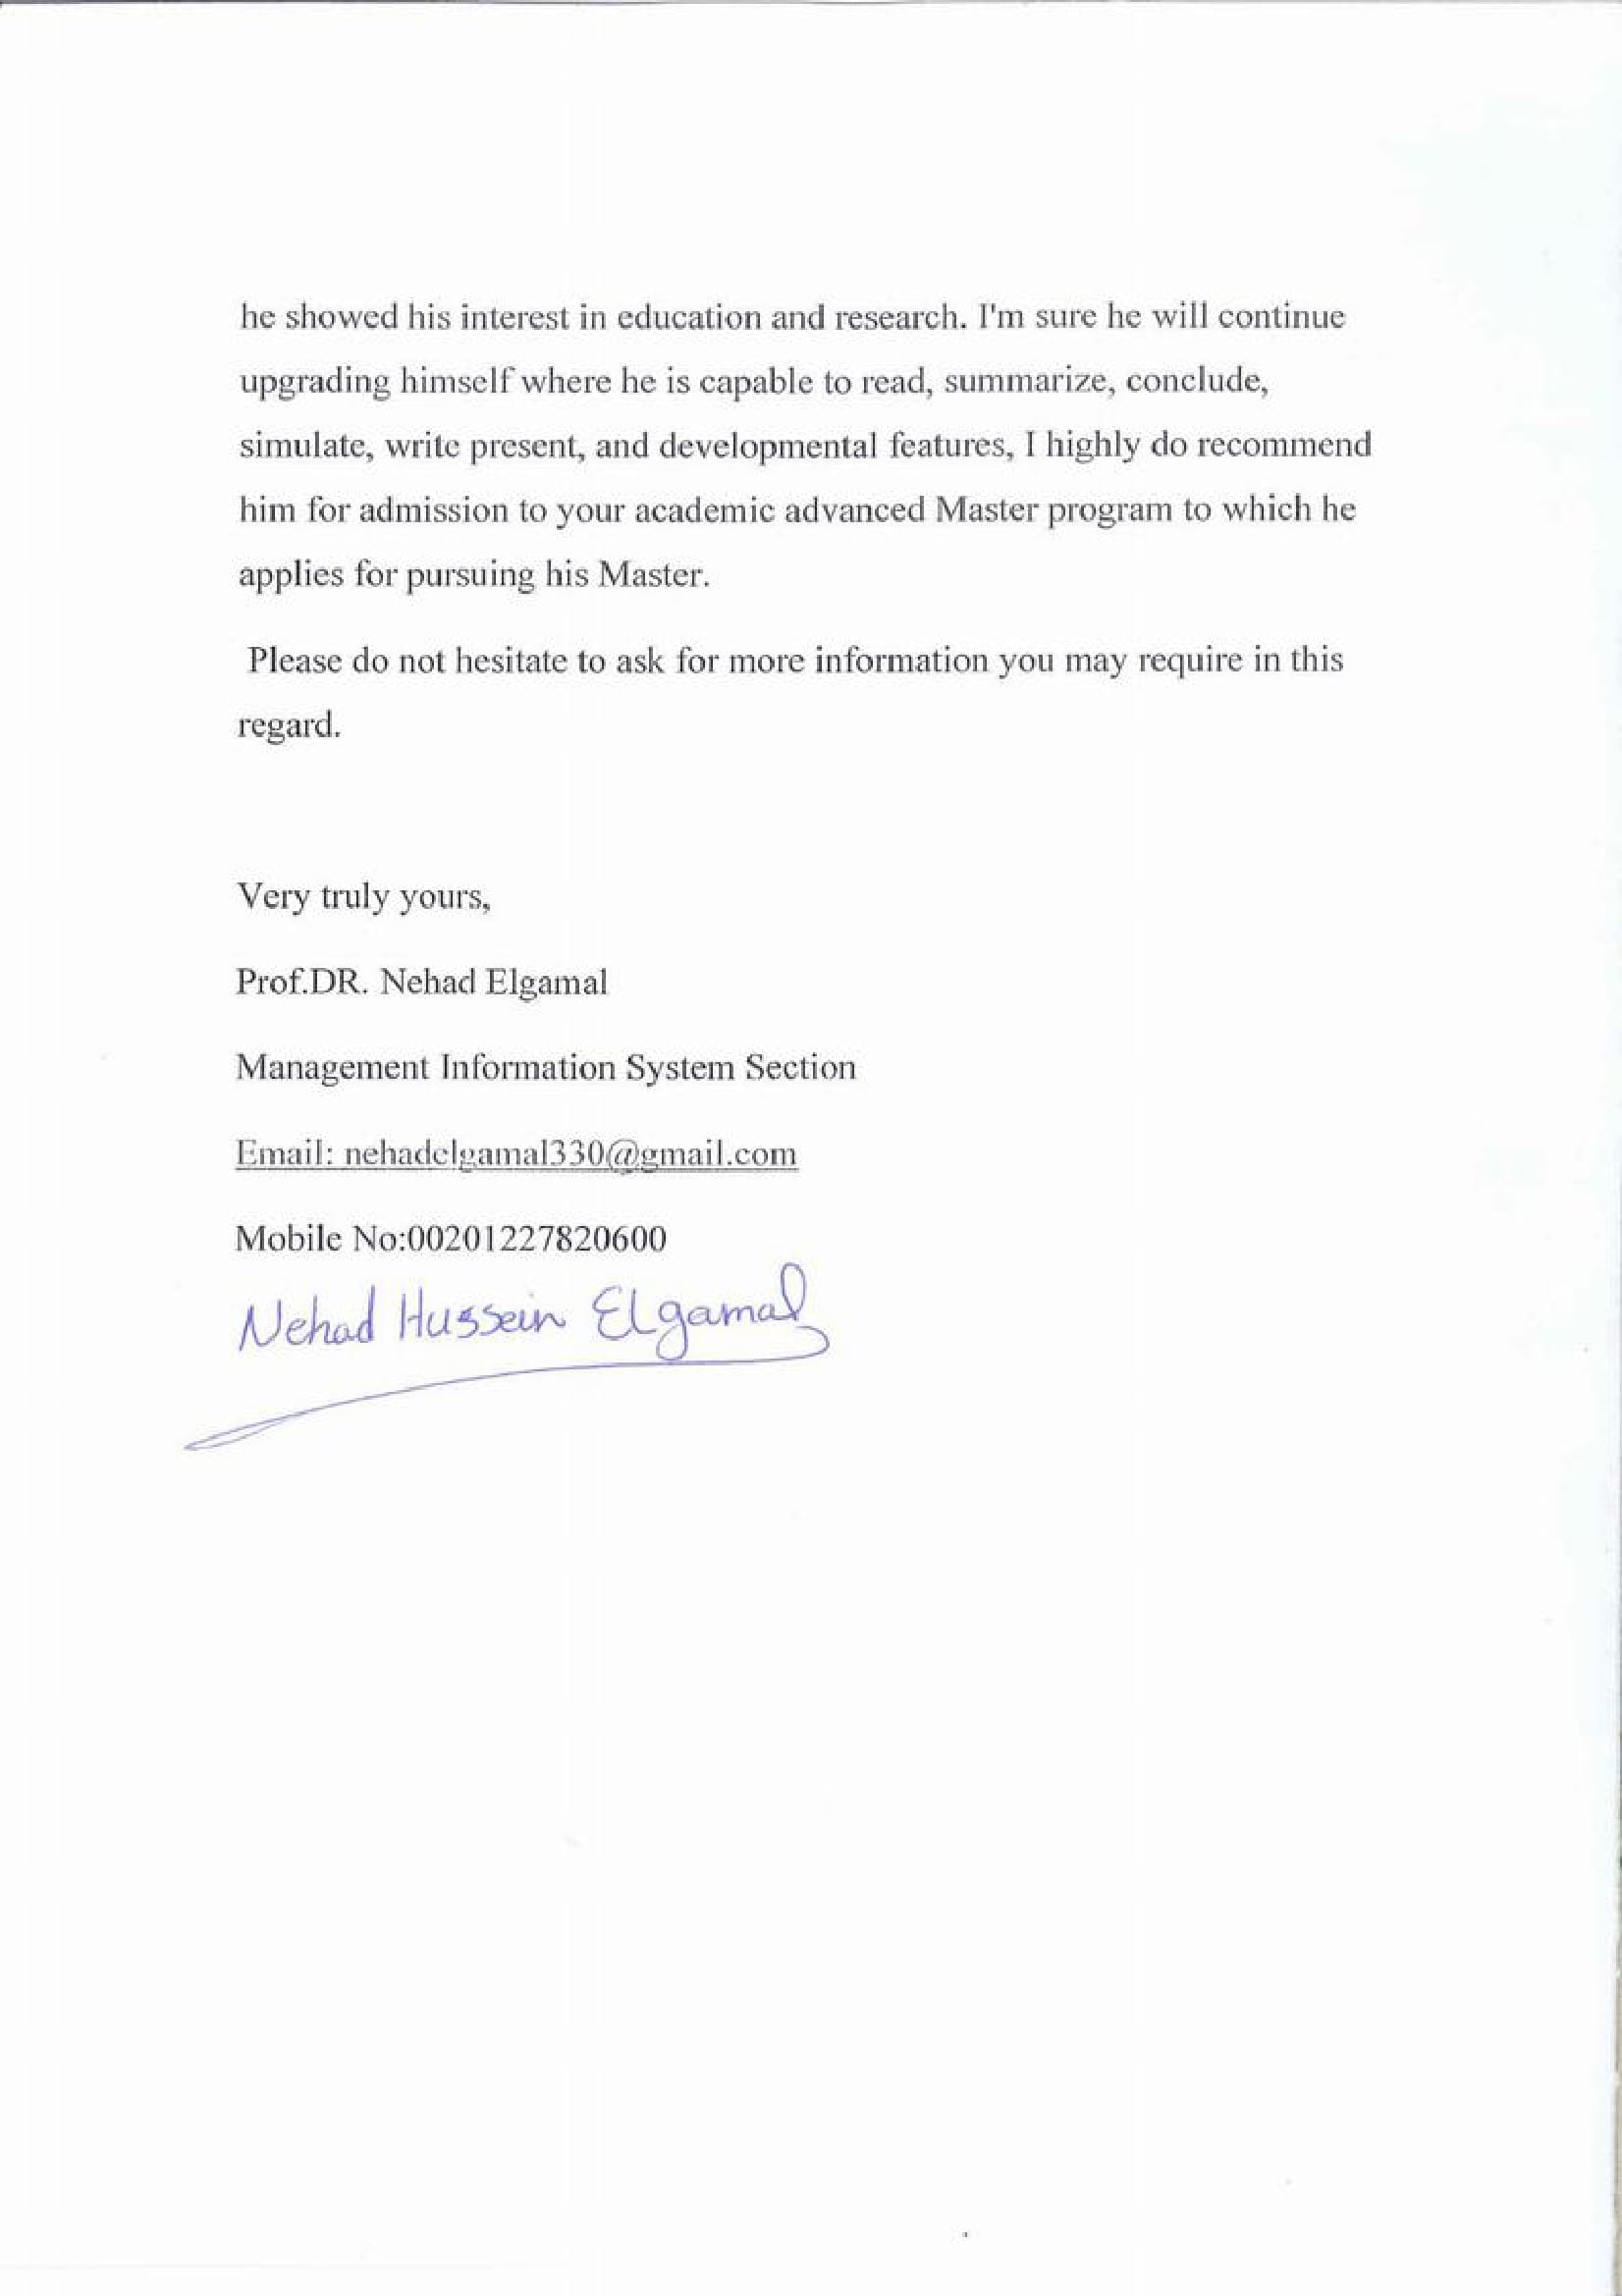 he showed his interest in education and research. I'm sure he will continue
upgrading himself where he is capable to read, summarize, conclude,
simulate, write present, and developmental features, I highly do recommend
him for admission to your academic advanced Master program to which he
applies for pursuing his Master.
Please do not hesitate to ask for more information you may require in this
regard.
Very truly yours,
Prof.DR. Nehad Elgamal
Management Information System Section
Email: nehadelgamal330@gmail.com
Mobile No:00201227820600
Nehad Hussein Elgamal